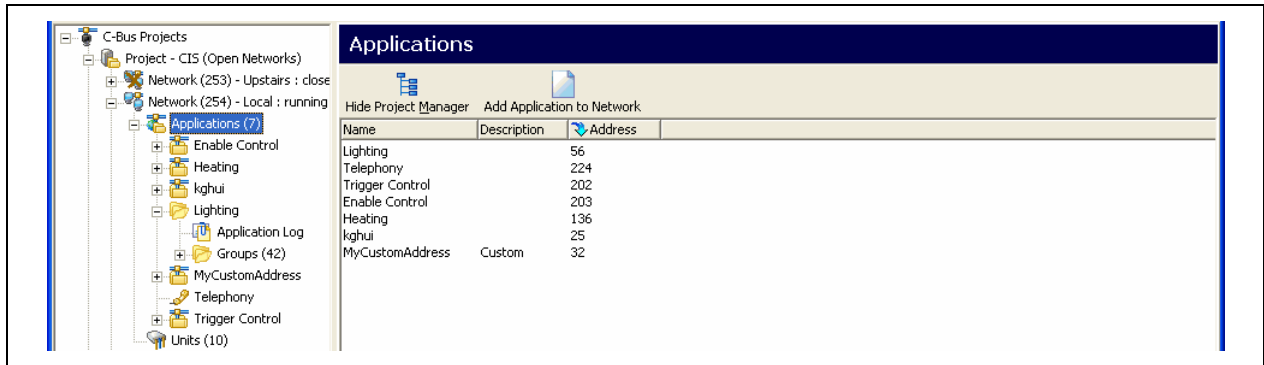 C-Bus Projects
Project - CIS (Open Networks)
Network (253) - Upstairs : close
Network (254) - Local : running
Applications (7)
Enable Control
Heating
kghui
Lighting
Application Log
Groups (42)
MyCustomAddress
Telephony
Trigger Control
Units (10)
Applications
Hide Project Manager Add Application to Network
Name Description Address
Lighting 56
Telephony 224
Trigger Control 202
Enable Control 203
Heating 136
kghui 25
MyCustomAddress Custom 32